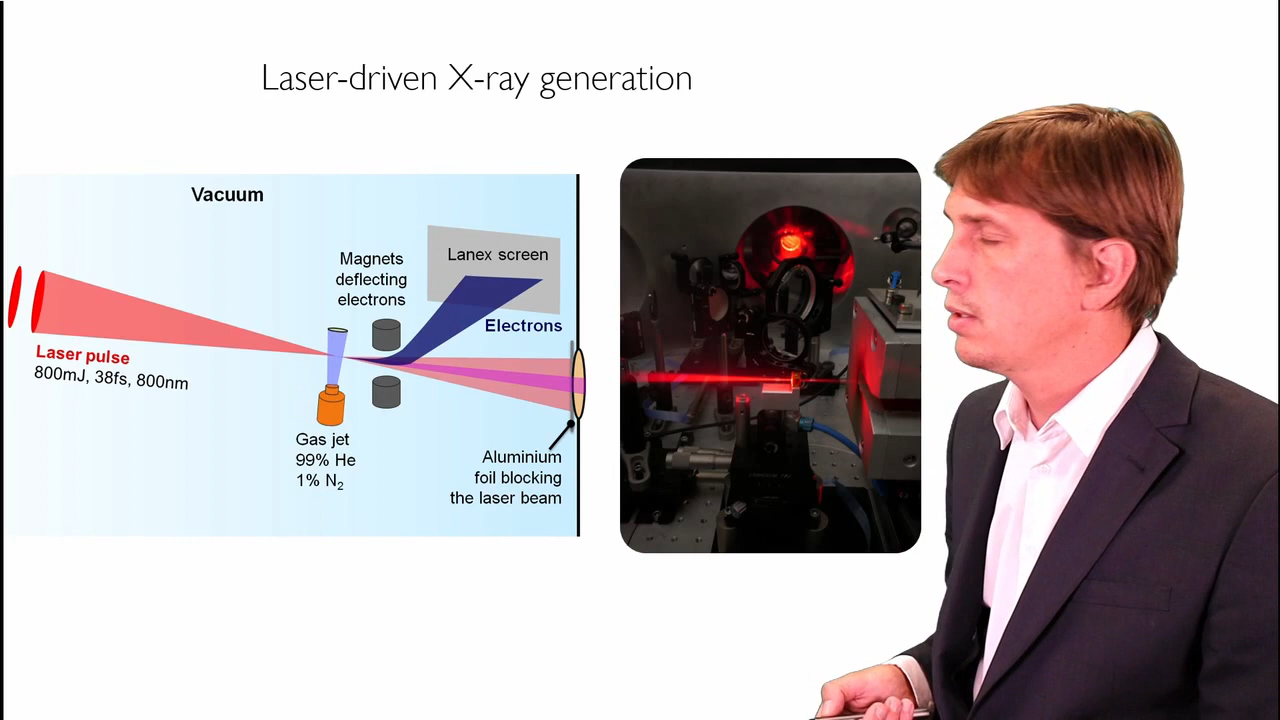 Laser-driven X-ray generation
Vacuum
Magnets
deflecting
electrons
Lanex screen
Electrons
Laser pulse
800mJ, 38fs, 800nm
Gas jet
99% He
1% N₂
Aluminium
foil blocking
the laser beam